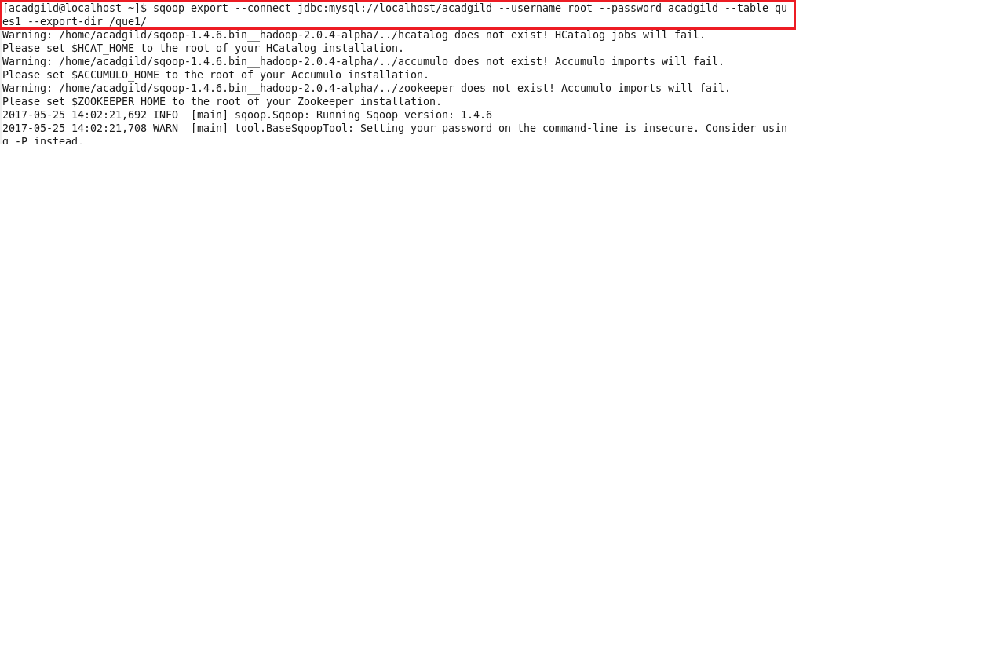 [acadgild@localhost ~]$ sqoop export --connect jdbc:mysql://localhost/acadgild --username root --password acadgild --table qu
es1 --export-dir /que1/
Warning: /home/acadgild/sqoop-1.4.6.bin__hadoop-2.0.4-alpha/../hcatalog does not exist! HCatalog jobs will fail.
Please set $HCAT_HOME to the root of your HCatalog installation.
Warning: /home/acadgild/sqoop-1.4.6.bin__hadoop-2.0.4-alpha/../accumulo does not exist! Accumulo imports will fail.
Please set $ACCUMULO_HOME to the root of your Accumulo installation.
Warning: /home/acadgild/sqoop-1.4.6.bin__hadoop-2.0.4-alpha/../zookeeper does not exist! Accumulo imports will fail.
Please set $ZOOKEEPER_HOME to the root of your Zookeeper installation.
2017-05-25 14:02:21,692 INFO  [main] sqoop.Sqoop: Running Sqoop version: 1.4.6
2017-05-25 14:02:21,708 WARN  [main] tool.BaseSqoopTool: Setting your password on the command-line is insecure. Consider usin
g -P instead.